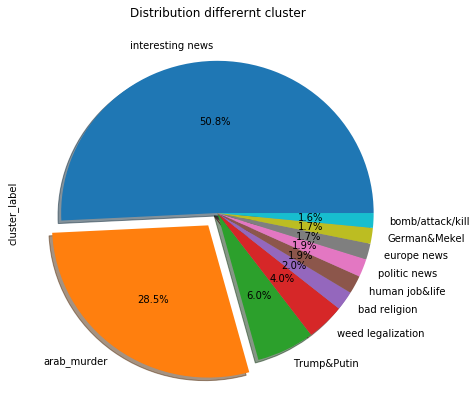 Distribution differernt cluster
interesting news
50.8%
cluster_label
1.6%
bomb/attack/kill
1.7%
German&Mekel
1.7%
europe news
1.9%
politic news
1.9%
human job&life
2.0%
bad religion
4.0%
weed legalization
6.0%
Trump&Putin
28.5%
arab_murder